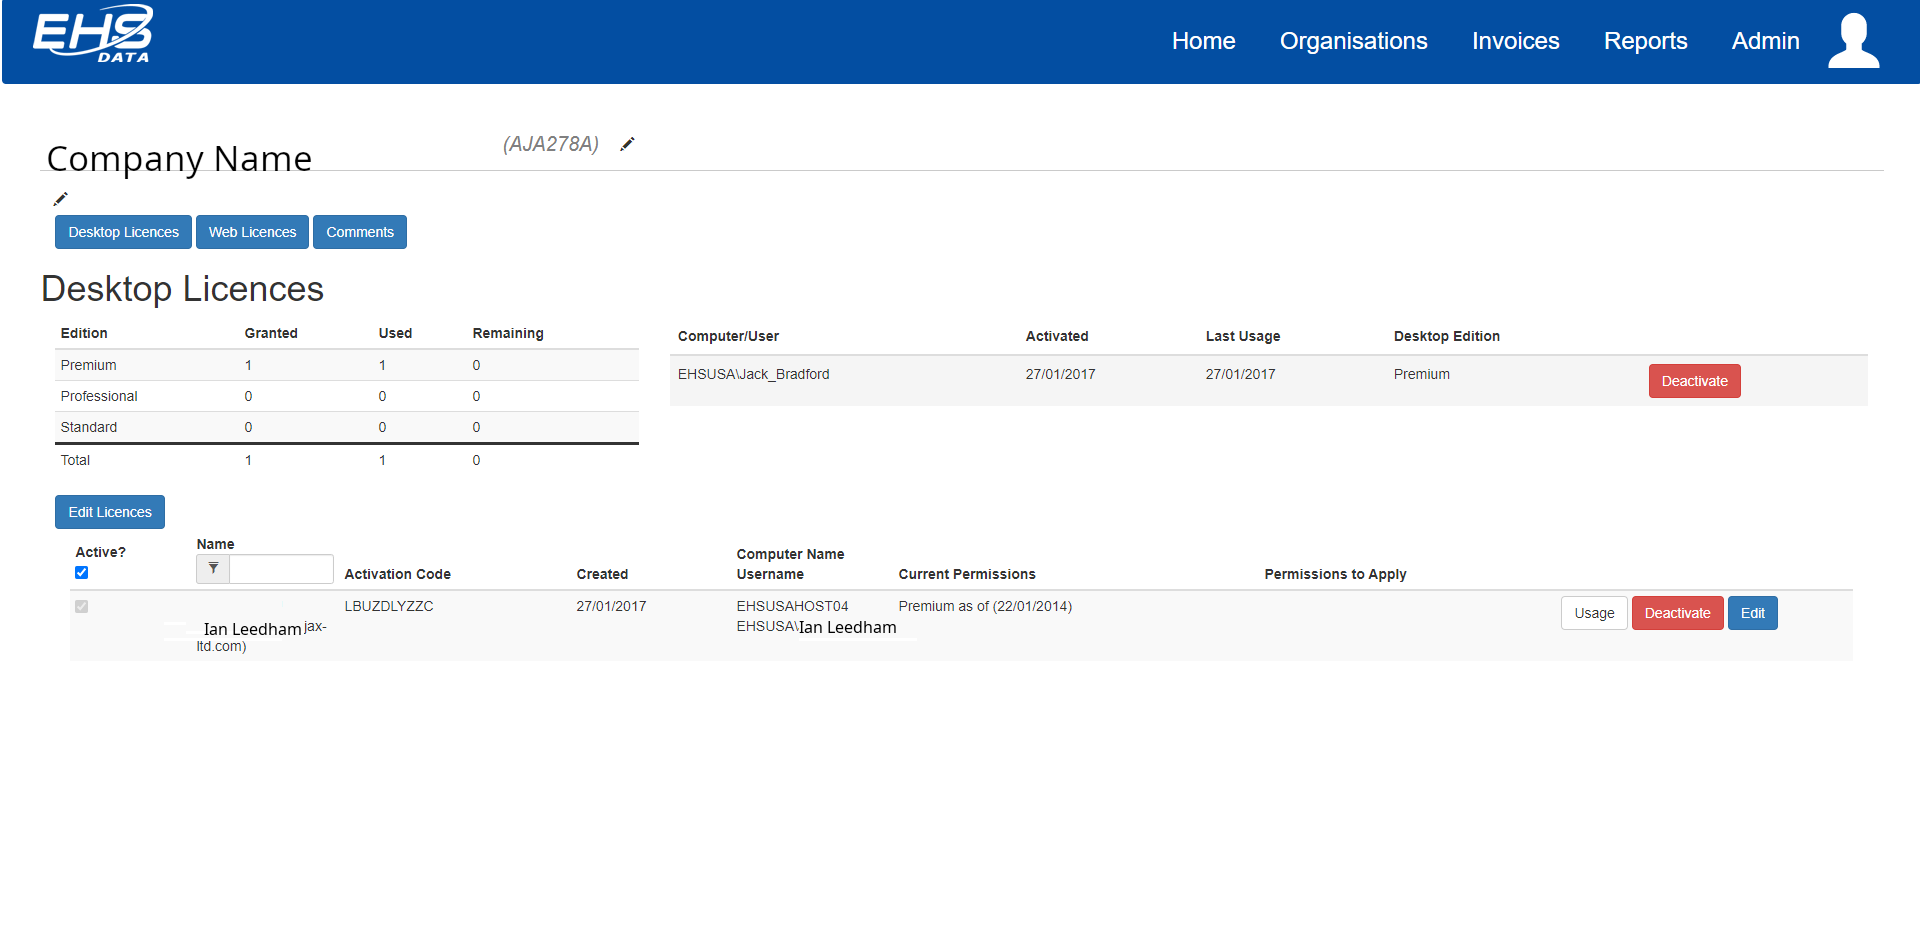 EHS
DATA
Home Organisations Invoices Reports Admin
Company Name (AJA278A)
Desktop Licences Web Licences Comments
Desktop Licences
Edition Granted Used Remaining
Premium 1 1 0
Professional 0 0 0
Standard 0 0 0
Total 1 1 0
Computer/User Activated Last Usage Desktop Edition
EHSUSA\Jack_Bradford 27/01/2017 27/01/2017 Premium Deactivate
Edit Licences
Active? Name Activation Code Created Computer Name Username Current Permissions Permissions to Apply
LBUZDLYZZC 27/01/2017 EHSUSAHOST04 Premium as of (22/01/2014) Usage Deactivate Edit
Ian Leedham jax- EHSUSA\Ian Leedham
ltd.com)